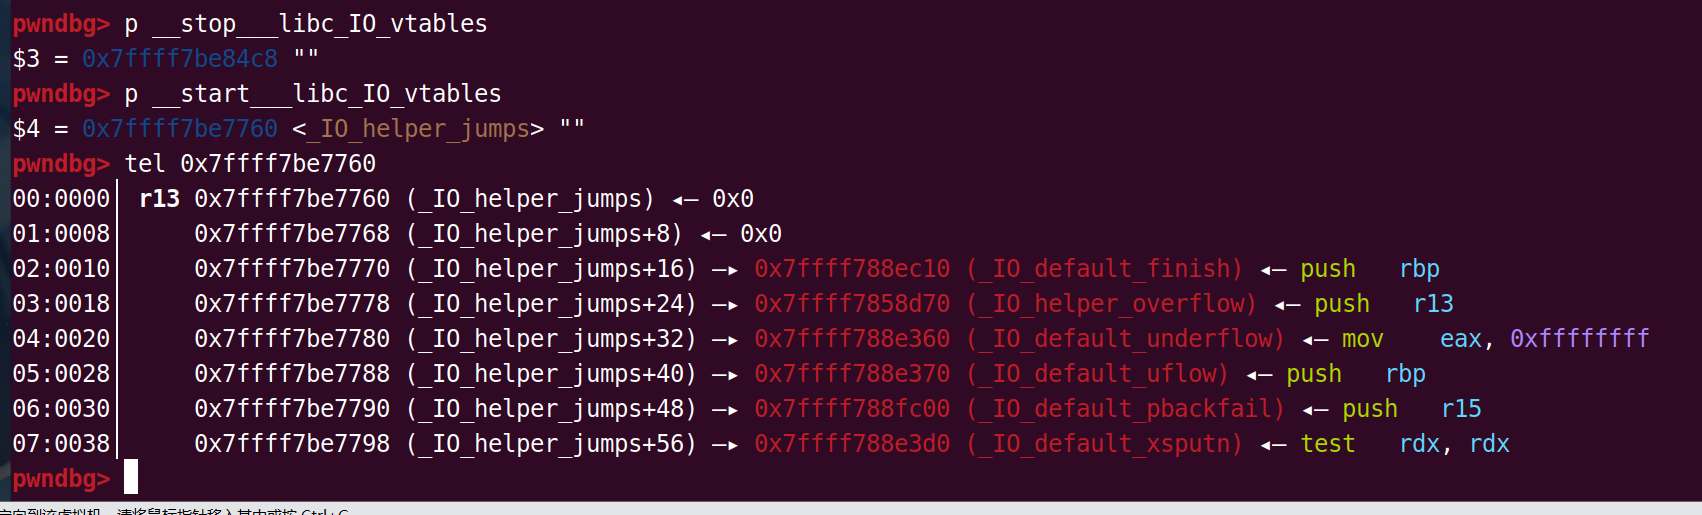 pwndbg> p __stop___libc_IO_vtables
$3 = 0x7ffff7be84c8 ""
pwndbg> p __start___libc_IO_vtables
$4 = 0x7ffff7be7760 <_IO_helper_jumps> ""
pwndbg> tel 0x7ffff7be7760
00:0000│ r13 0x7ffff7be7760 (_IO_helper_jumps) ◂— 0x0
01:0008│     0x7ffff7be7768 (_IO_helper_jumps+8) ◂— 0x0
02:0010│     0x7ffff7be7770 (_IO_helper_jumps+16) —▸ 0x7ffff788ec10 (_IO_default_finish) ◂— push   rbp
03:0018│     0x7ffff7be7778 (_IO_helper_jumps+24) —▸ 0x7ffff7858d70 (_IO_helper_overflow) ◂— push   r13
04:0020│     0x7ffff7be7780 (_IO_helper_jumps+32) —▸ 0x7ffff788e360 (_IO_default_underflow) ◂— mov    eax, 0xffffffff
05:0028│     0x7ffff7be7788 (_IO_helper_jumps+40) —▸ 0x7ffff788e370 (_IO_default_uflow) ◂— push   rbp
06:0030│     0x7ffff7be7790 (_IO_helper_jumps+48) —▸ 0x7ffff788fc00 (_IO_default_pbackfail) ◂— push   r15
07:0038│     0x7ffff7be7798 (_IO_helper_jumps+56) —▸ 0x7ffff788e3d0 (_IO_default_xsputn) ◂— test   rdx, rdx
pwndbg>